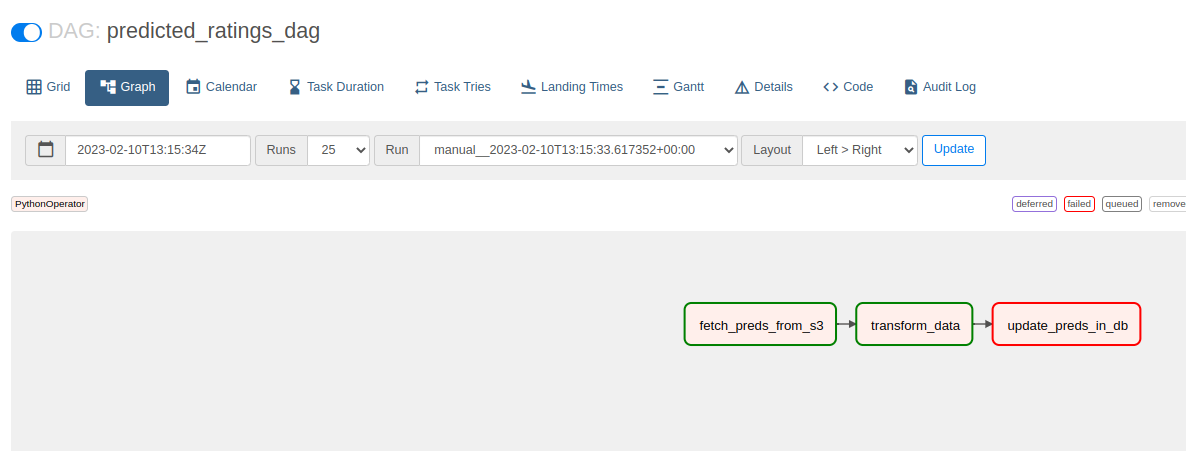 DAG: predicted_ratings_dag
Grid Graph Calendar Task Duration Task Tries Landing Times Gantt Details Code Audit Log
2023-02-10T13:15:34Z Runs 25 Run manual__2023-02-10T13:15:33.617352+00:00 Layout Left > Right Update
PythonOperator deferred failed queued remove
fetch_preds_from_s3 transform_data update_preds_in_db